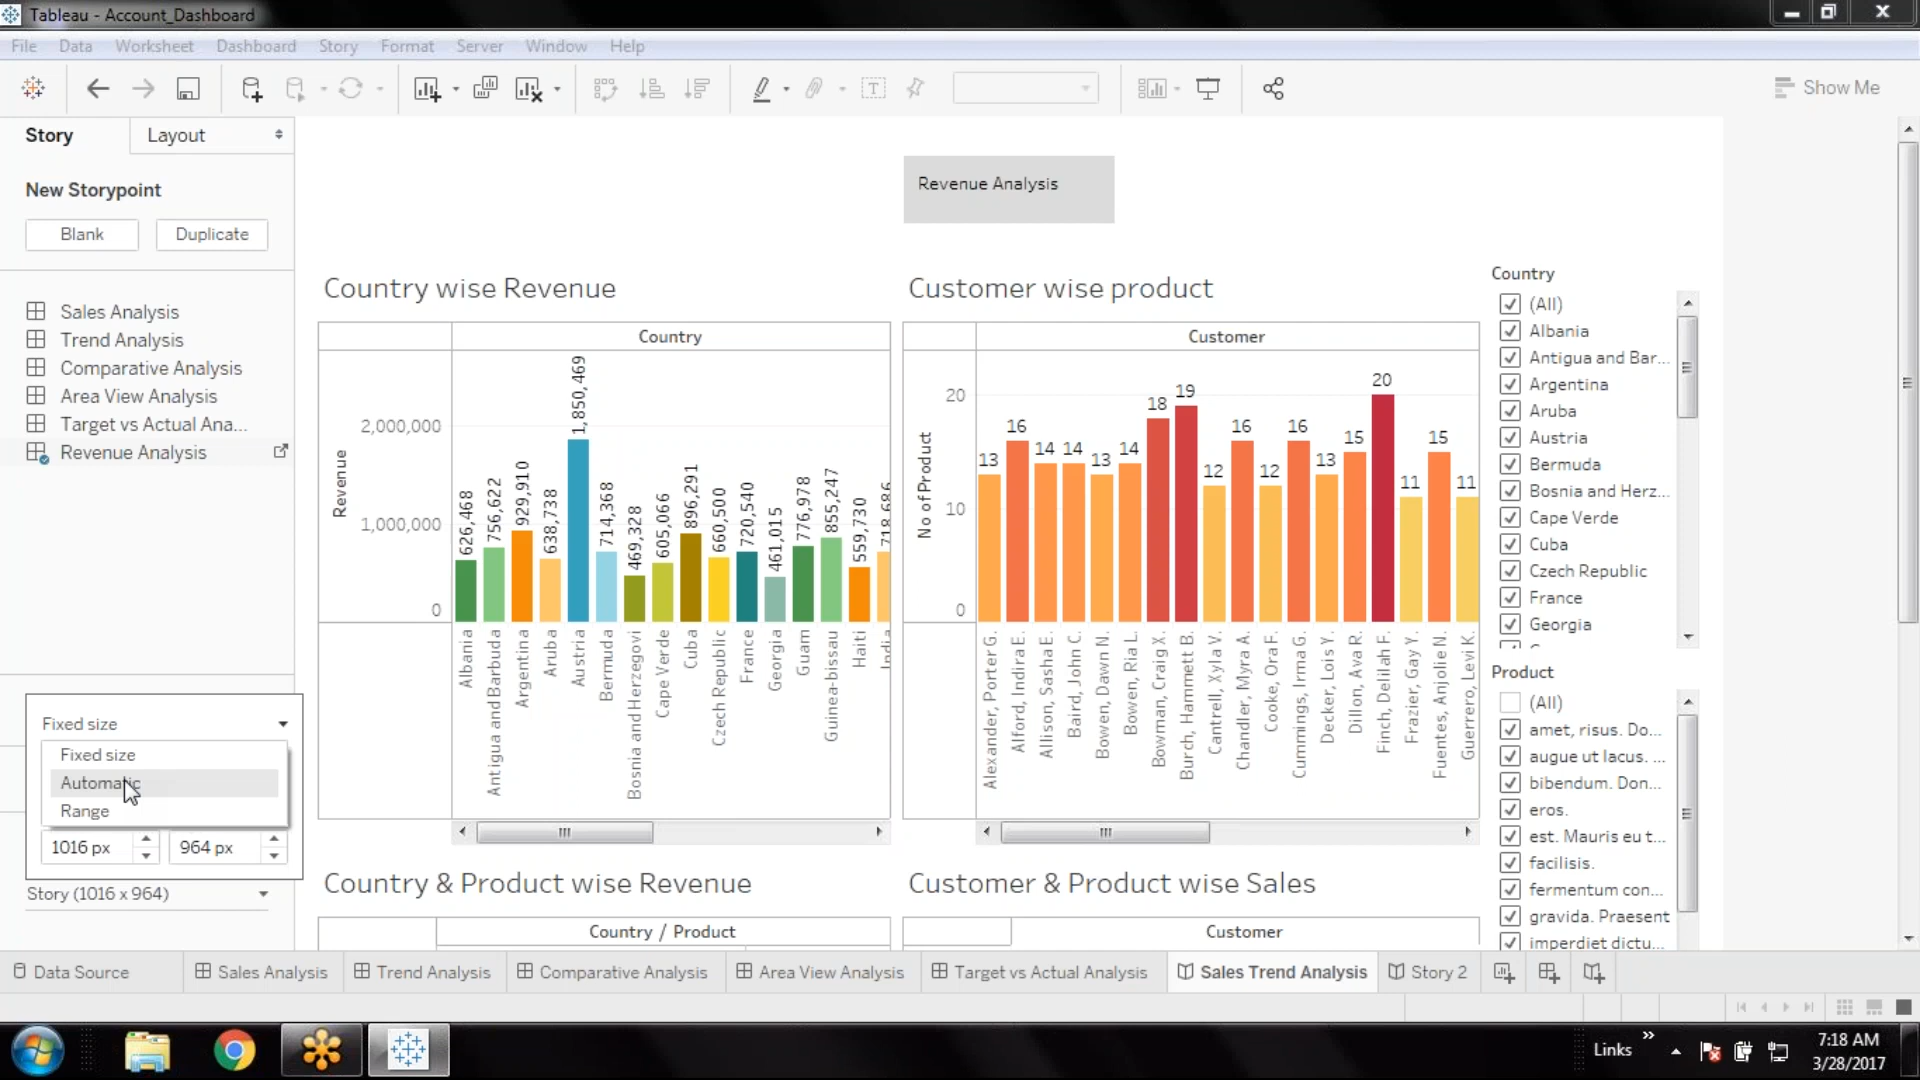 Tableau - Account_Dashboard
File Data Worksheet Dashboard Story Format Server Window Help
Show Me
Story Layout
New Storypoint
Blank Duplicate
Sales Analysis
Trend Analysis
Comparative Analysis
Area View Analysis
Target vs Actual Ana...
Revenue Analysis
Fixed size
Fixed size
Automatic
Range
1016 px 964 px
Story (1016 x 964)
Revenue Analysis
Country wise Revenue
Country
Revenue
2,000,000
1,000,000
0
626,468
756,622
929,910
638,738
1,850,469
714,368
469,328
605,066
896,291
660,500
720,540
461,015
776,978
855,247
559,730
Albania
Antigua and Barbuda
Argentina
Aruba
Austria
Bermuda
Bosnia and Herzegovi
Cape Verde
Cuba
Czech Republic
France
Georgia
Guam
Guinea-bissau
Haiti
Customer wise product
Customer
No of Product
20
10
0
13
16
14
14
13
14
18
19
12
16
12
16
13
15
20
11
15
11
Alexander, Porter G.
Alford, Indira E.
Allison, Sasha E.
Baird, John C.
Bowen, Dawn N.
Bowen, Ria L.
Bowman, Craig X.
Burch, Hammett B.
Cantrell, Xyla V.
Chandler, Myra A.
Cooke, Ora F.
Cummings, Irma G.
Decker, Lois Y.
Dillon, Ava R.
Finch, Delilah F.
Frazier, Gay Y.
Fuentes, Anjolie N.
Guerrero, Levi K.
Country
(All)
Albania
Antigua and Bar...
Argentina
Aruba
Austria
Bermuda
Bosnia and Herz...
Cape Verde
Cuba
Czech Republic
France
Georgia
Product
(All)
amet, risus. Do...
augue ut lacus. ...
bibendum. Don...
eros.
est. Mauris eu t...
facilisis.
fermentum con...
gravida. Praesent
imperdiet dictu...
Country & Product wise Revenue
Country / Product
Customer & Product wise Sales
Customer
Data Source Sales Analysis Trend Analysis Comparative Analysis Area View Analysis Target vs Actual Analysis Sales Trend Analysis Story 2
Links
7:18 AM
3/28/2017